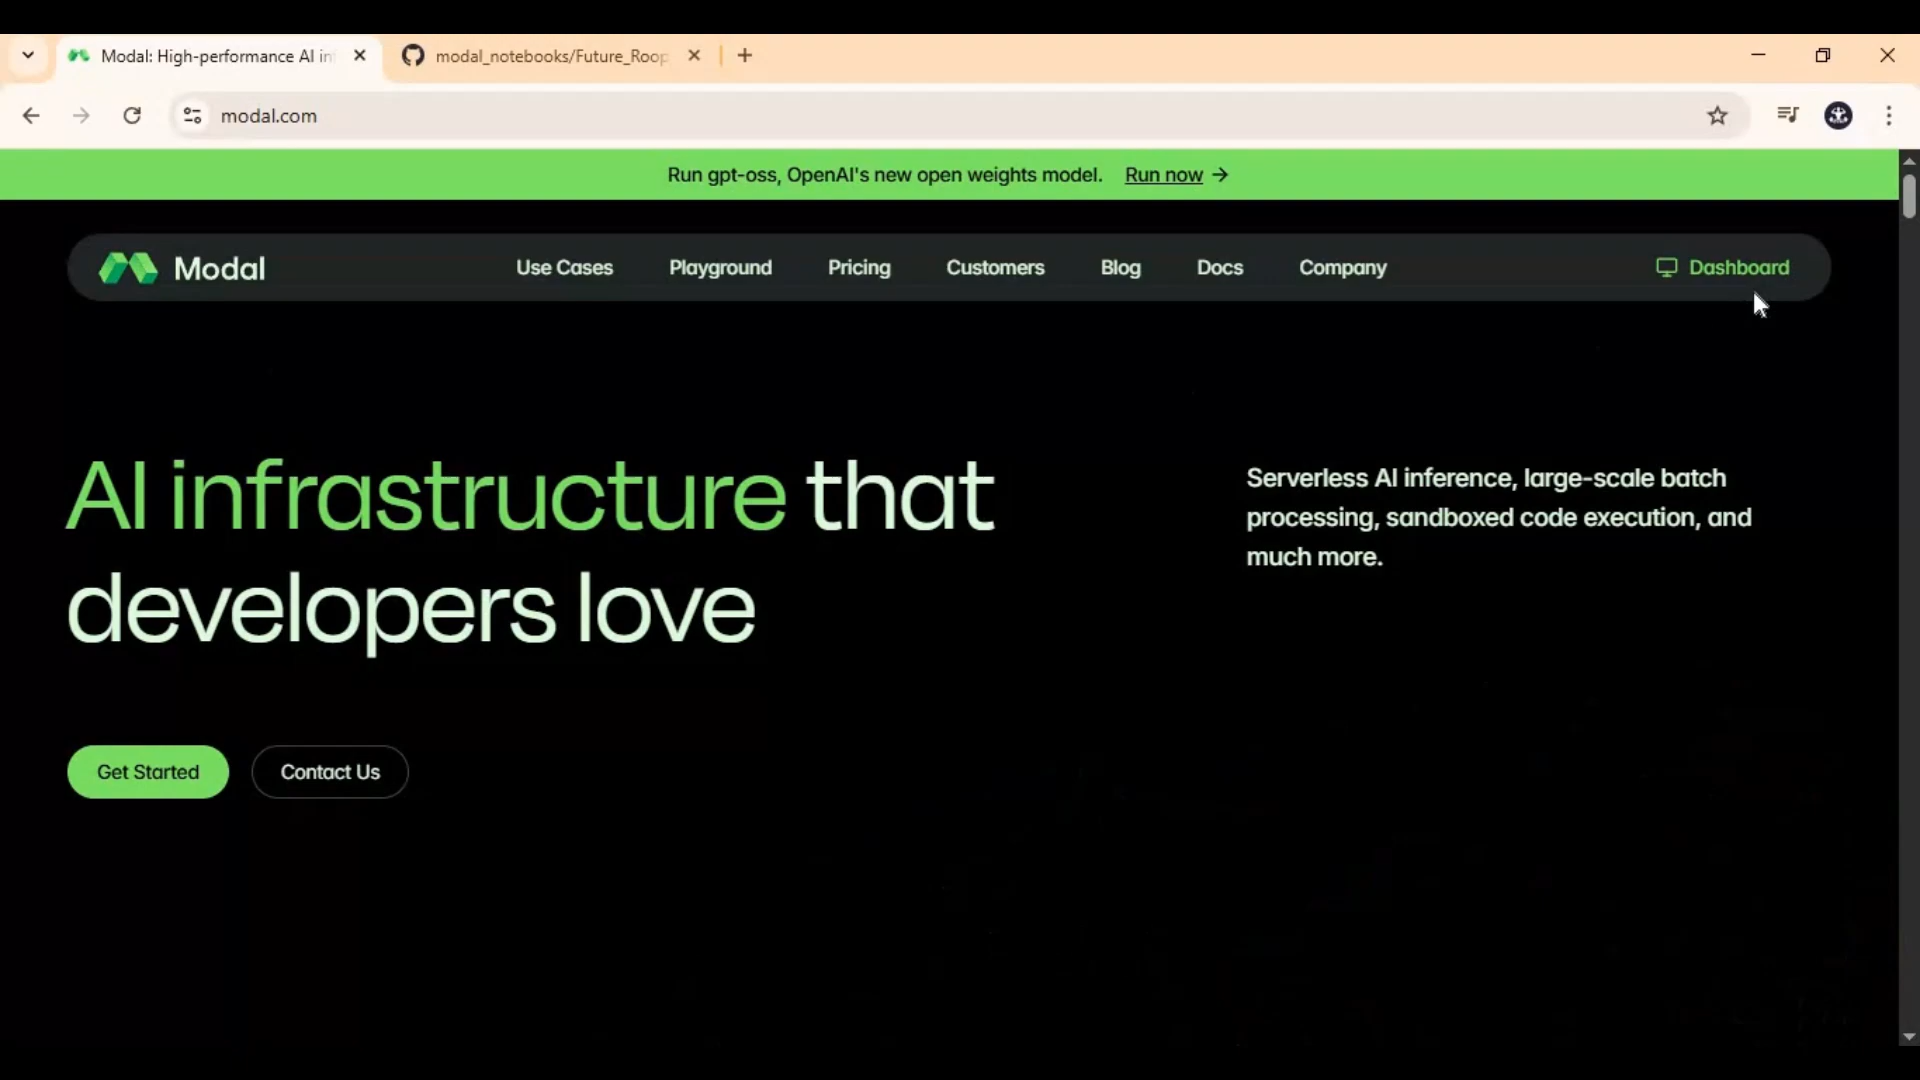 Modal: High-performance AI in
modal_notebooks/Future_Roop
modal.com
Run gpt-oss, OpenAI's new open weights model. Run now →
Modal
Use Cases
Playground
Pricing
Customers
Blog
Docs
Company
Dashboard
AI infrastructure that
developers love
Serverless AI inference, large-scale batch
processing, sandboxed code execution, and
much more.
Get Started
Contact Us